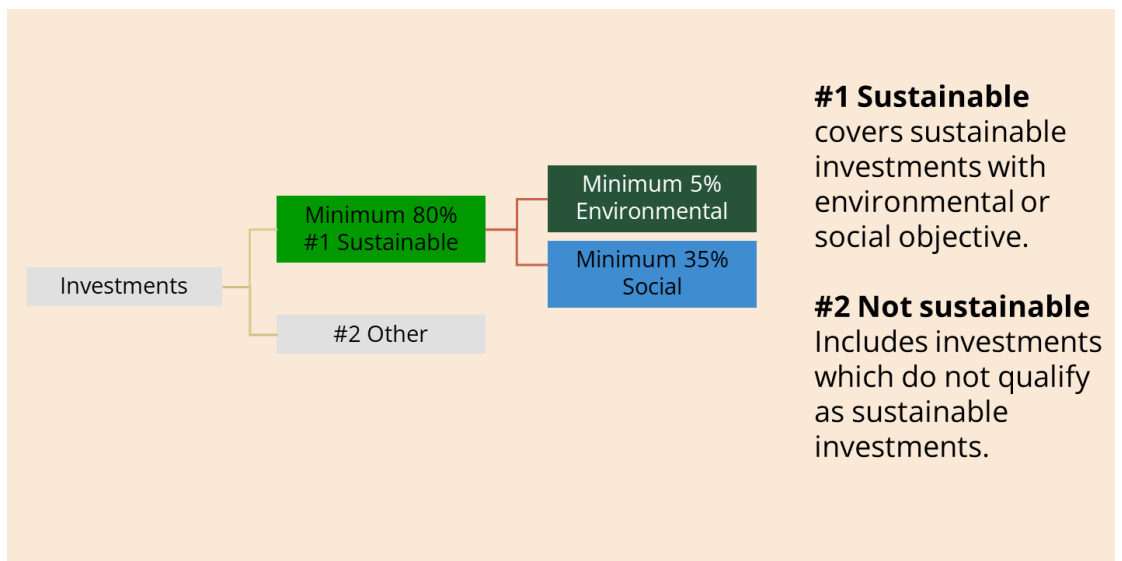 Investments
Minimum 80%
#1 Sustainable
#2 Other
Minimum 5%
Environmental
Minimum 35%
Social
#1 Sustainable
covers sustainable
investments with
environmental or
social objective.
#2 Not sustainable
Includes investments
which do not qualify
as sustainable
investments.